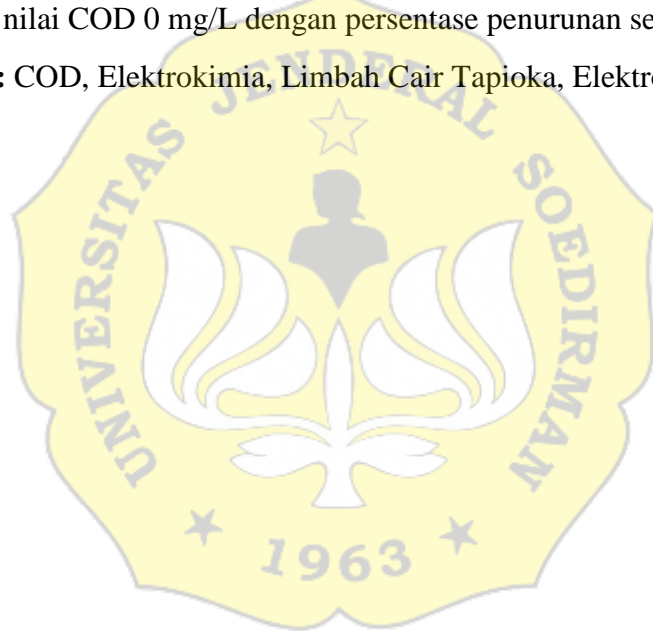 nilai COD 0 mg/L dengan persentase penurunan se
: COD, Elektrokimia, Limbah Cair Tapioka, Elektro
UNIVERSITAS JENDERAL SOEDIRMAN
★ 1963 ★